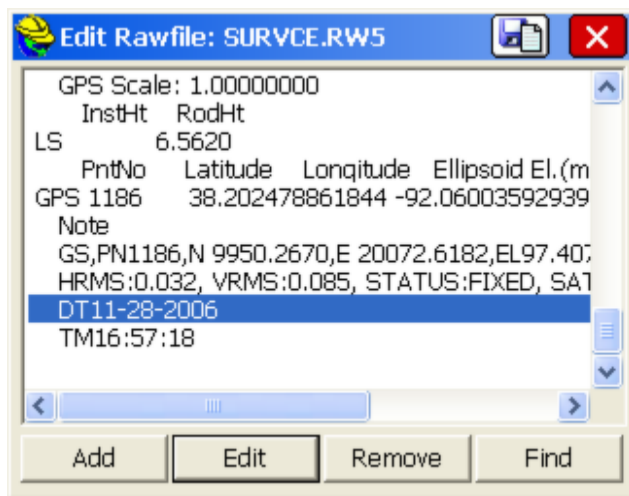 Edit Rawfile: SURVCE.RW5
GPS Scale: 1.00000000
InstHt RodHt
LS 6.5620
PntNo Latitude Longitude Ellipsoid El.(m
GPS 1186 38.202478861844 -92.06003592939
Note
GS,PN1186,N 9950.2670,E 20072.6182,EL97.407
HRMS:0.032, VRMS:0.085, STATUS:FIXED, SAT
DT11-28-2006
TM16:57:18
Add Edit Remove Find